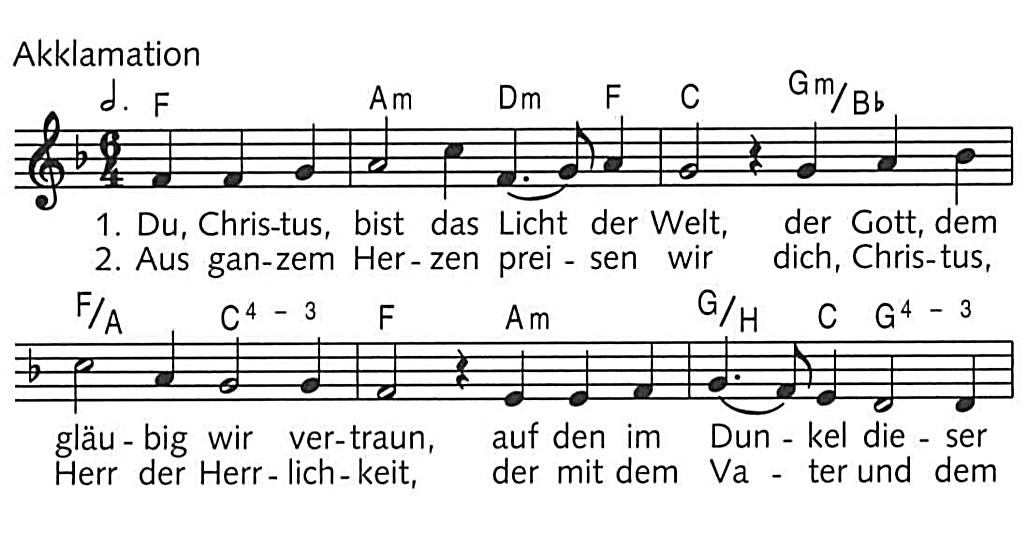 Akklamation
F Am Dm F C Gm/B♭
6
4
1. Du, Chris-tus, bist das Licht der Welt, der Gott, dem
2. Aus gan-zem Her-zen prei-sen wir dich, Chris-tus,
F/A C4 - 3 F Am G/H C G4 - 3
gläu-big wir ver-traun, auf den im Dun-kel die-ser
Herr der Herr-lich-keit, der mit dem Va-ter und dem